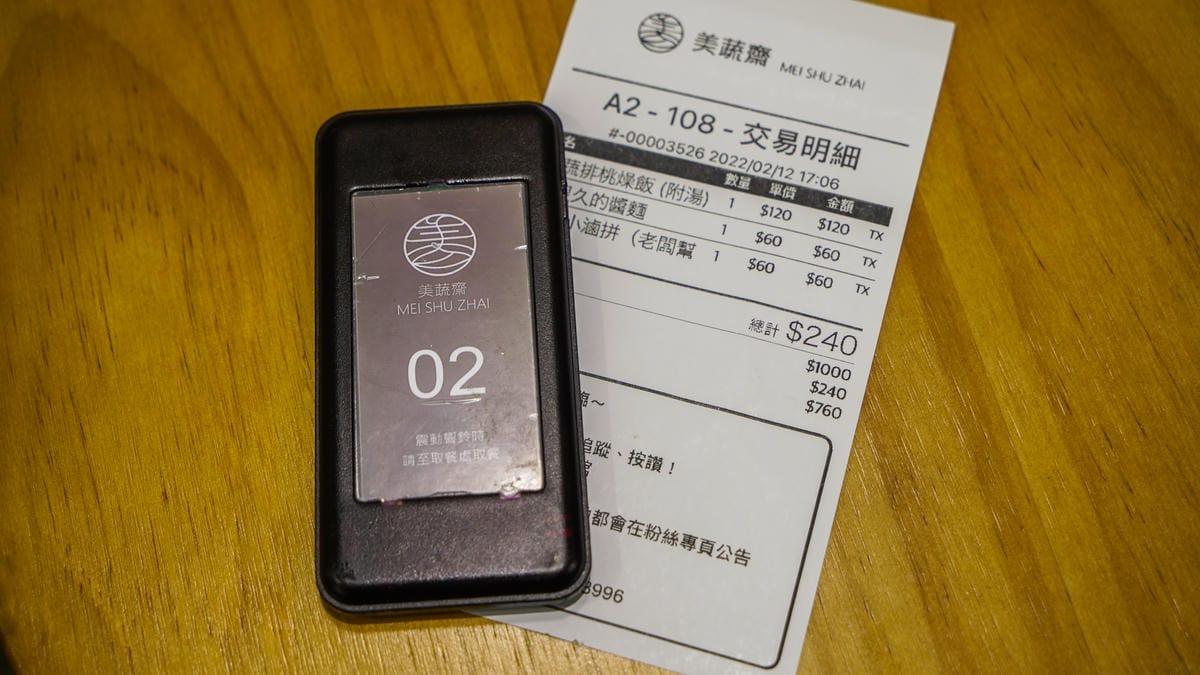 美蔬齋 MEI SHU ZHAI
A2 - 108 - 交易明細
#-00003526 2022/02/12 17:06
名 數量 單價 金額
蔬排桃燥飯 (附湯) 1 $120 $120 TX
久的醬麵 1 $60 $60 TX
小滷拼 (老闆幫 1 $60 $60 TX
總計 $240
$1000
$240
$760
臨~
追蹤、按讚!
都會在粉絲專頁公告
3996
美
美蔬齋
MEI SHU ZHAI
02
震動響鈴時
請至取餐處取餐